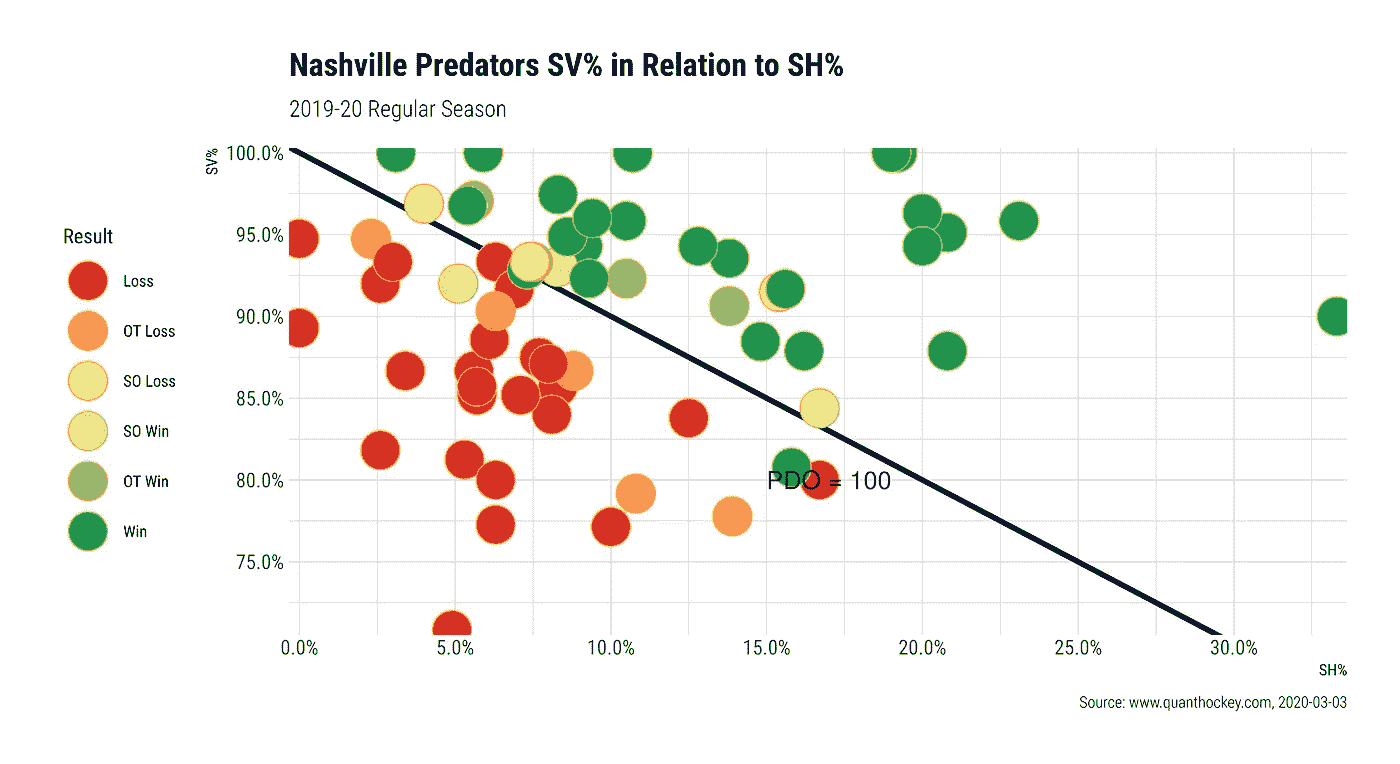 Nashville Predators SV% in Relation to SH%
2019-20 Regular Season
SV%
100.0%
95.0%
90.0%
85.0%
80.0%
75.0%
Result
Loss
OT Loss
SO Loss
SO Win
OT Win
Win
PDO = 100
0.0%
5.0%
10.0%
15.0%
20.0%
25.0%
30.0%
SH%
Source: www.quanthockey.com, 2020-03-03